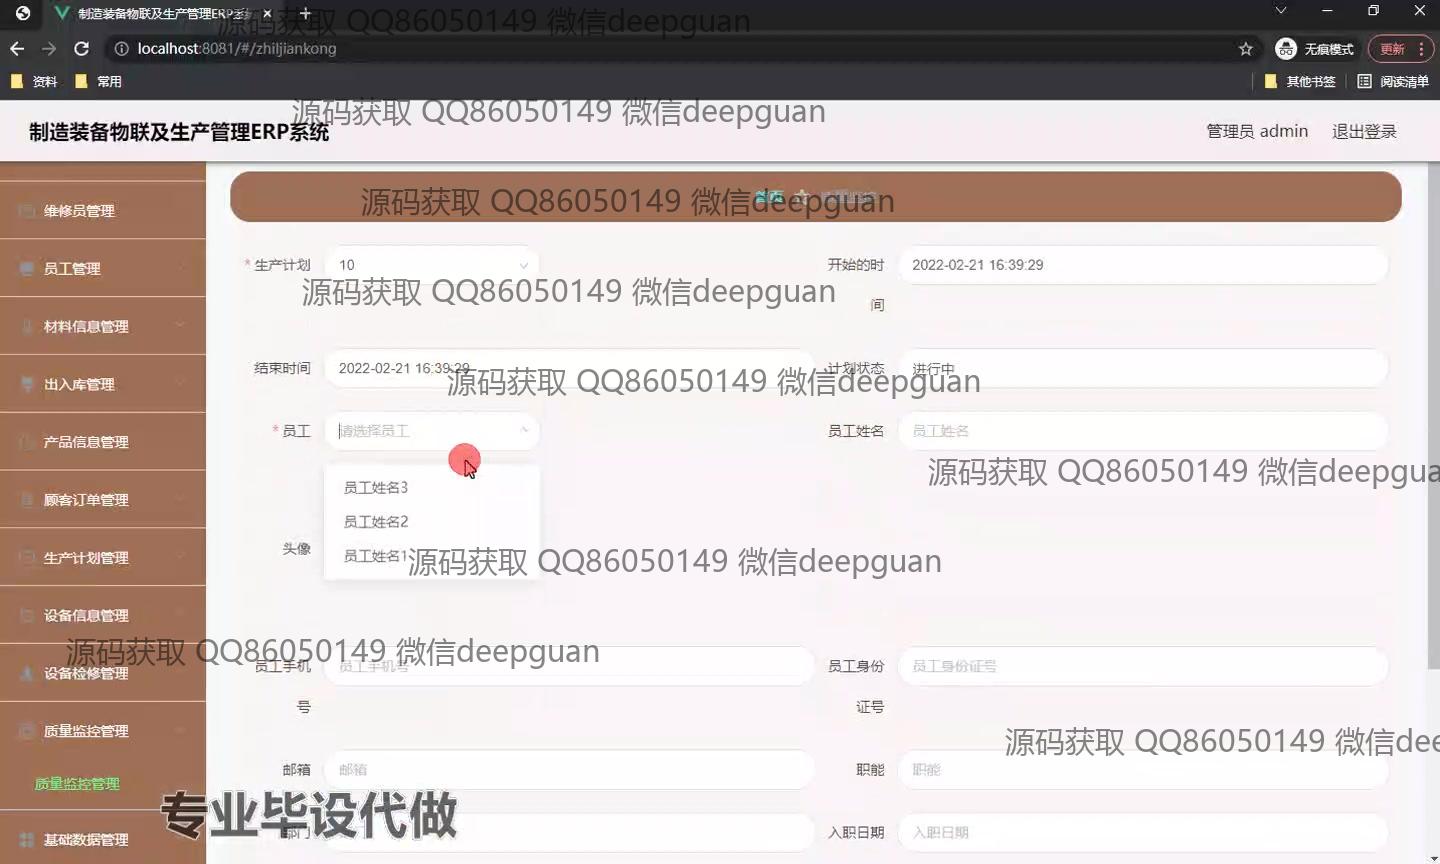 制造装备物联及生产管理ERP系统
localhost:8081/#/zhiljiankong
无痕模式
更新
资料
常用
其他书签
阅读清单
制造装备物联及生产管理ERP系统
管理员 admin
退出登录
源码获取 QQ86050149 微信deepguan
源码获取 QQ86050149 微信deepguan
源码获取 QQ86050149 微信deepguan
源码获取 QQ86050149 微信deepguan
源码获取 QQ86050149 微信deepguan
源码获取 QQ86050149 微信deepgua
源码获取 QQ86050149 微信deepguan
源码获取 QQ86050149 微信deepguan
源码获取 QQ86050149 微信dee
维修员管理
员工管理
材料信息管理
出入库管理
产品信息管理
顾客订单管理
生产计划管理
设备信息管理
设备检修管理
质量监控管理
质量监控管理
基础数据管理
首页
* 生产计划
10
开始的时间
2022-02-21 16:39:29
结束时间
2022-02-21 16:39:29
计划状态
进行中
* 员工
请选择员工
员工姓名
员工姓名
员工姓名3
员工姓名2
员工姓名1
头像
员工手机号
员工手机号
员工身份证号
员工身份证号
邮箱
邮箱
职能
职能
部门
入职日期
入职日期
专业毕设代做